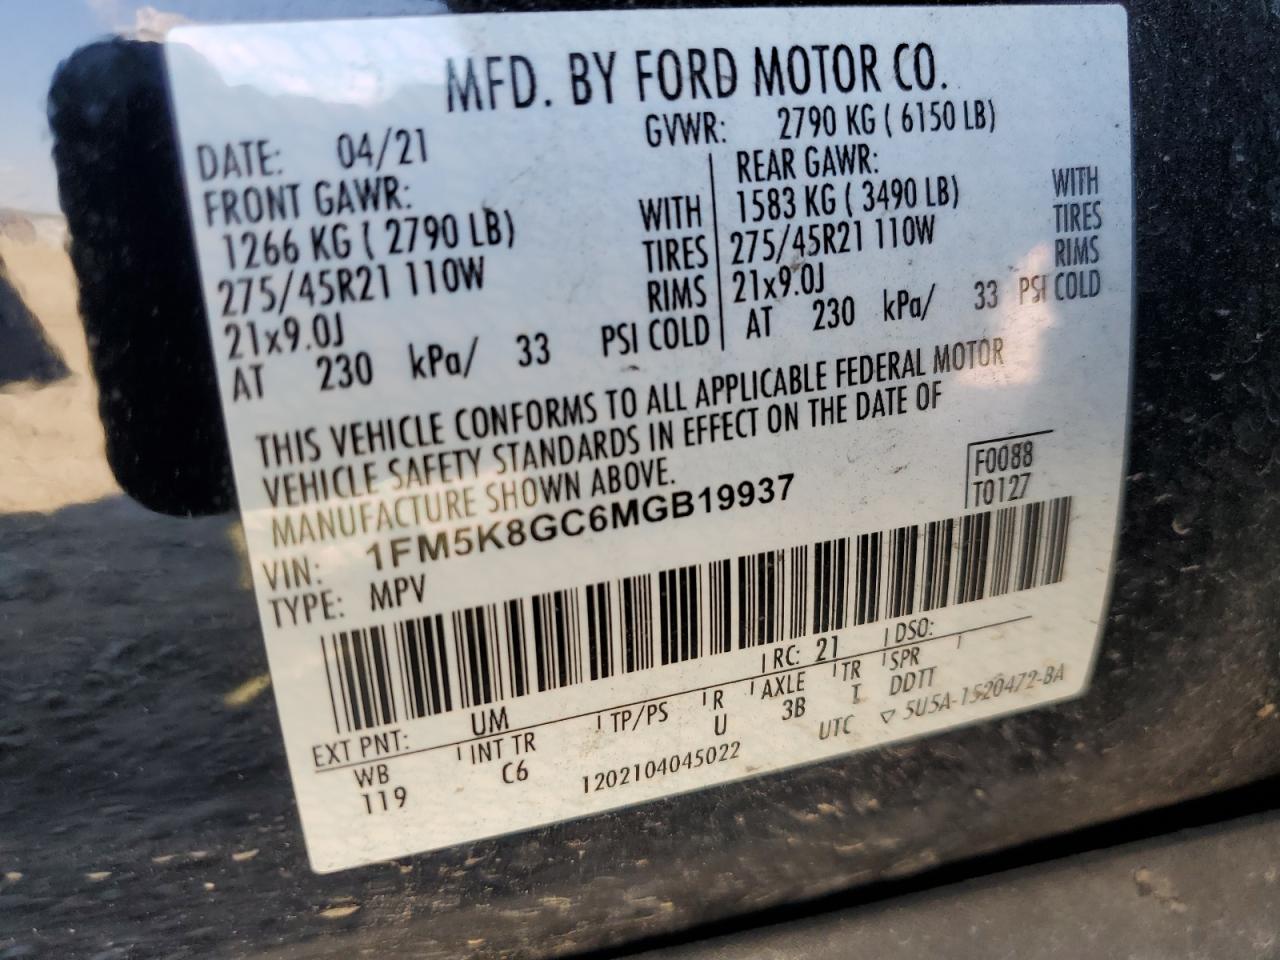 MFD. BY FORD MOTOR CO.
DATE: 04/21 GVWR: 2790 KG ( 6150 LB)
FRONT GAWR: REAR GAWR:
1266 KG ( 2790 LB) WITH 1583 KG ( 3490 LB) WITH
275/45R21 110W TIRES 275/45R21 110W TIRES
21x9.0J RIMS 21x9.0J RIMS
AT 230 kPa/ 33 PSI COLD AT 230 kPa/ 33 PSI COLD
THIS VEHICLE CONFORMS TO ALL APPLICABLE FEDERAL MOTOR
VEHICLE SAFETY STANDARDS IN EFFECT ON THE DATE OF
MANUFACTURE SHOWN ABOVE.
F0088
T0127
VIN: 1FM5K8GC6MGB19937
TYPE: MPV
EXT PNT: UM RC: 21 DSO:
WB INT TR TP/PS R AXLE TR SPR
119 C6 U 3B T DDTT
1202104045022 UTC ▽ 5U5A-1520472-BA